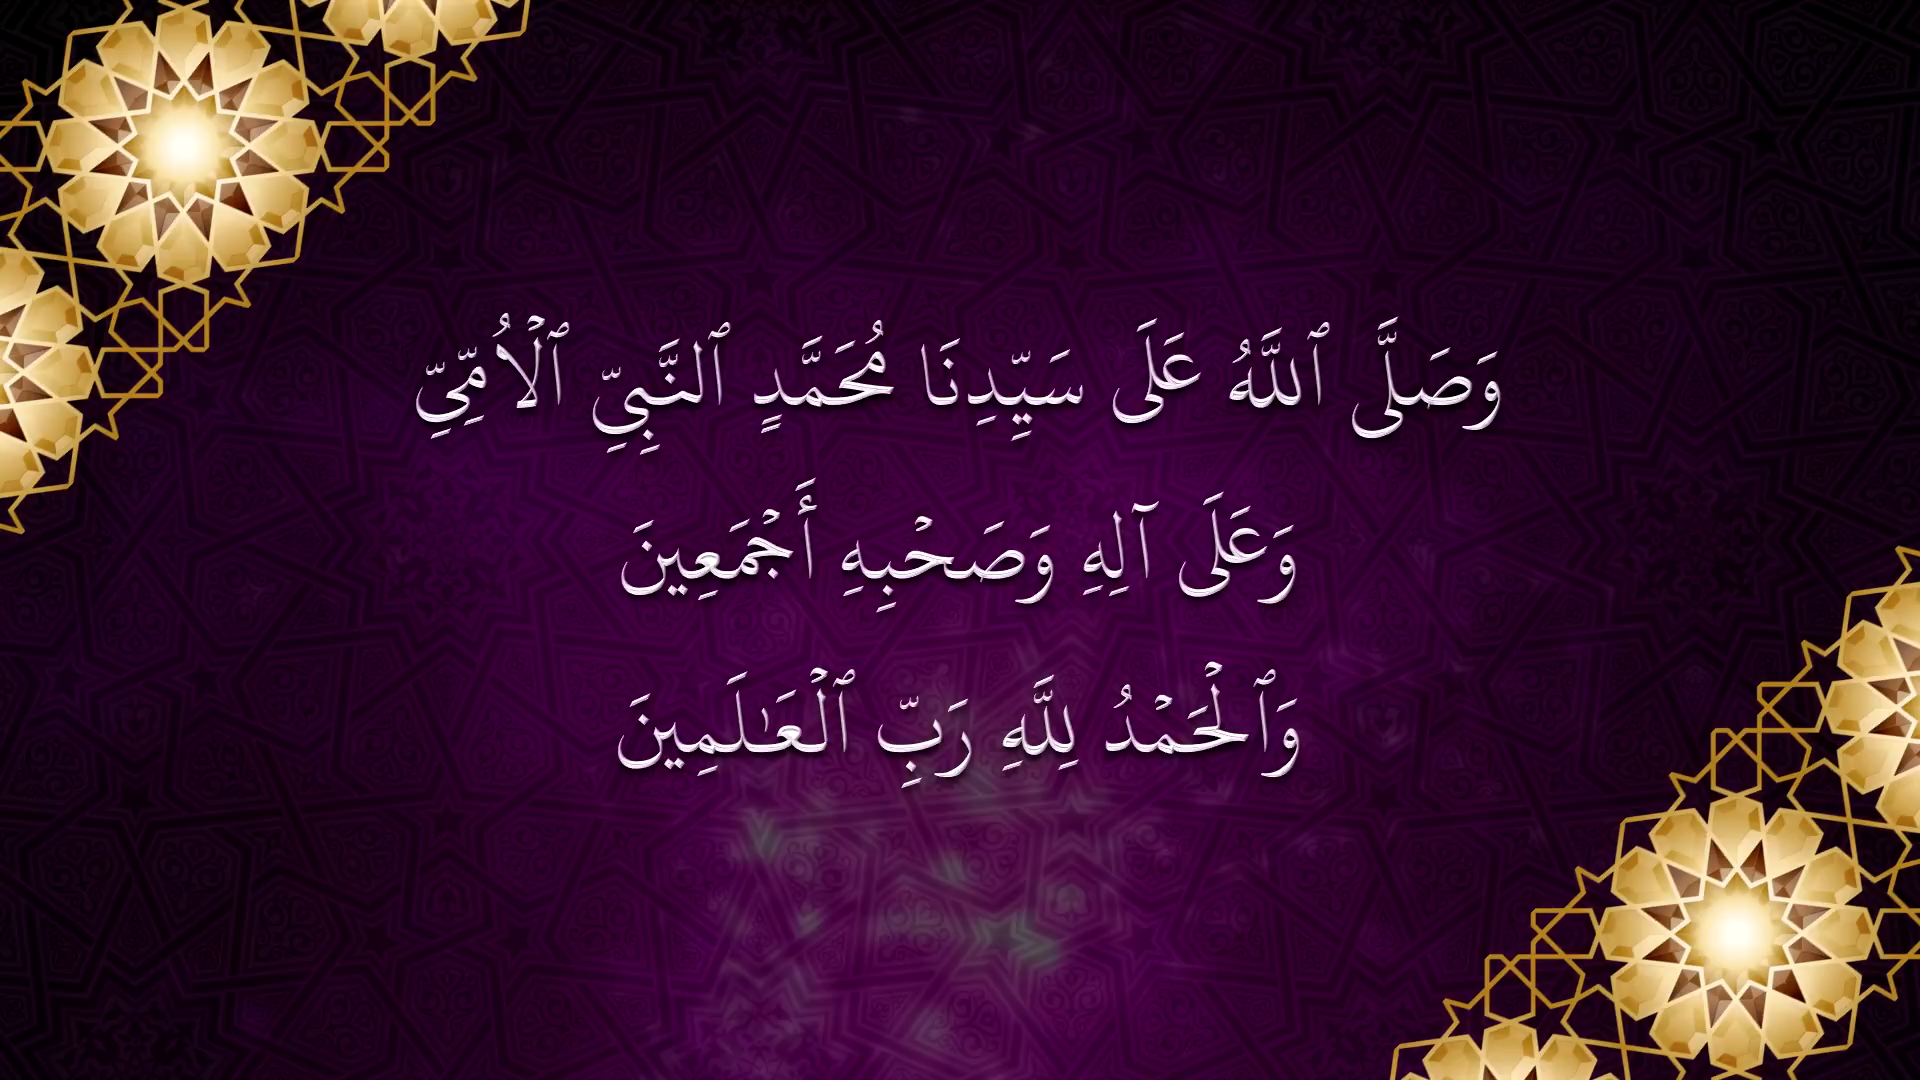 وَصَلَّى ٱللَّهُ عَلَى سَيِّدِنَا مُحَمَّدٍ ٱلنَّبِيِّ ٱلْاُمِّيِّ
وَعَلَى آلِهِ وَصَحْبِهِ أَجْمَعِينَ
وَٱلْحَمْدُ لِلَّهِ رَبِّ ٱلْعَٰلَمِينَ